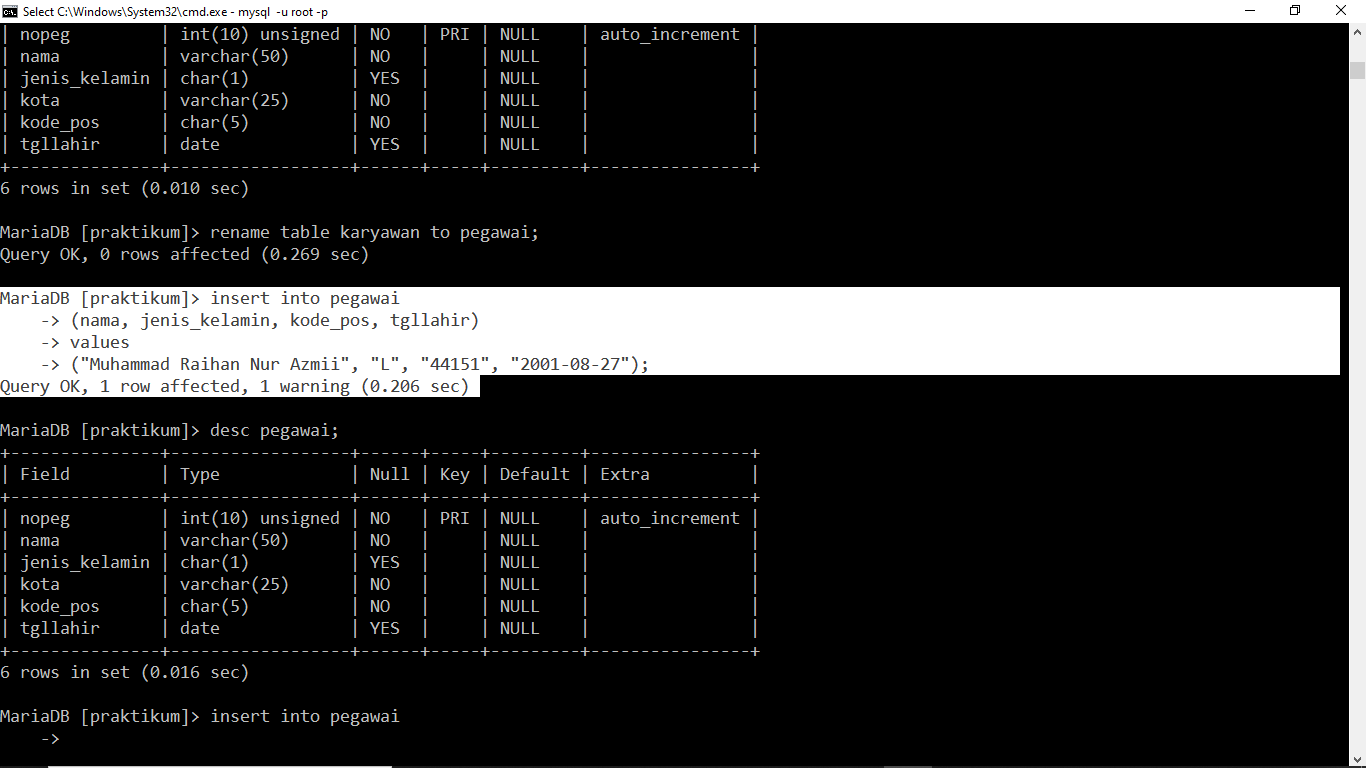 Select C:\Windows\System32\cmd.exe - mysql -u root -p
| nopeg         | int(10) unsigned | NO   | PRI | NULL    | auto_increment |
| nama          | varchar(50)      | NO   |     | NULL    |                |
| jenis_kelamin | char(1)          | YES  |     | NULL    |                |
| kota          | varchar(25)      | NO   |     | NULL    |                |
| kode_pos      | char(5)          | NO   |     | NULL    |                |
| tgllahir      | date             | YES  |     | NULL    |                |
+---------------+------------------+------+-----+---------+----------------+
6 rows in set (0.010 sec)

MariaDB [praktikum]> rename table karyawan to pegawai;
Query OK, 0 rows affected (0.269 sec)

MariaDB [praktikum]> insert into pegawai
    -> (nama, jenis_kelamin, kode_pos, tgllahir)
    -> values
    -> ("Muhammad Raihan Nur Azmii", "L", "44151", "2001-08-27");
Query OK, 1 row affected, 1 warning (0.206 sec)

MariaDB [praktikum]> desc pegawai;
+---------------+------------------+------+-----+---------+----------------+
| Field         | Type             | Null | Key | Default | Extra          |
+---------------+------------------+------+-----+---------+----------------+
| nopeg         | int(10) unsigned | NO   | PRI | NULL    | auto_increment |
| nama          | varchar(50)      | NO   |     | NULL    |                |
| jenis_kelamin | char(1)          | YES  |     | NULL    |                |
| kota          | varchar(25)      | NO   |     | NULL    |                |
| kode_pos      | char(5)          | NO   |     | NULL    |                |
| tgllahir      | date             | YES  |     | NULL    |                |
+---------------+------------------+------+-----+---------+----------------+
6 rows in set (0.016 sec)

MariaDB [praktikum]> insert into pegawai
    ->